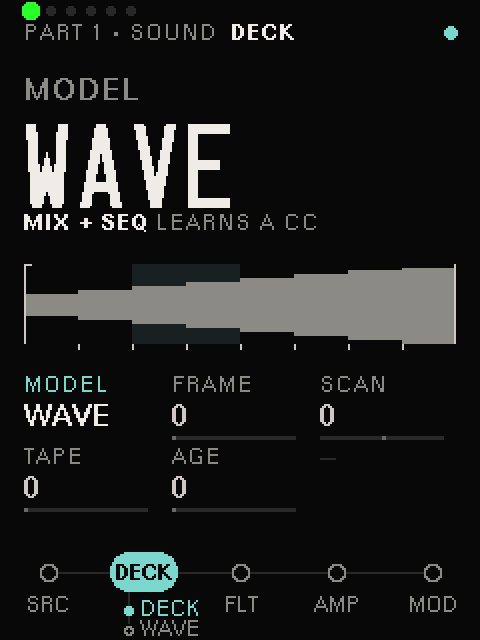 PART 1 · SOUND DECK
MODEL
WAVE
MIX + SEQ LEARNS A CC
MODEL FRAME SCAN
WAVE 0 0
TAPE AGE —
0 0
DECK
SRC DECK FLT AMP MOD
WAVE